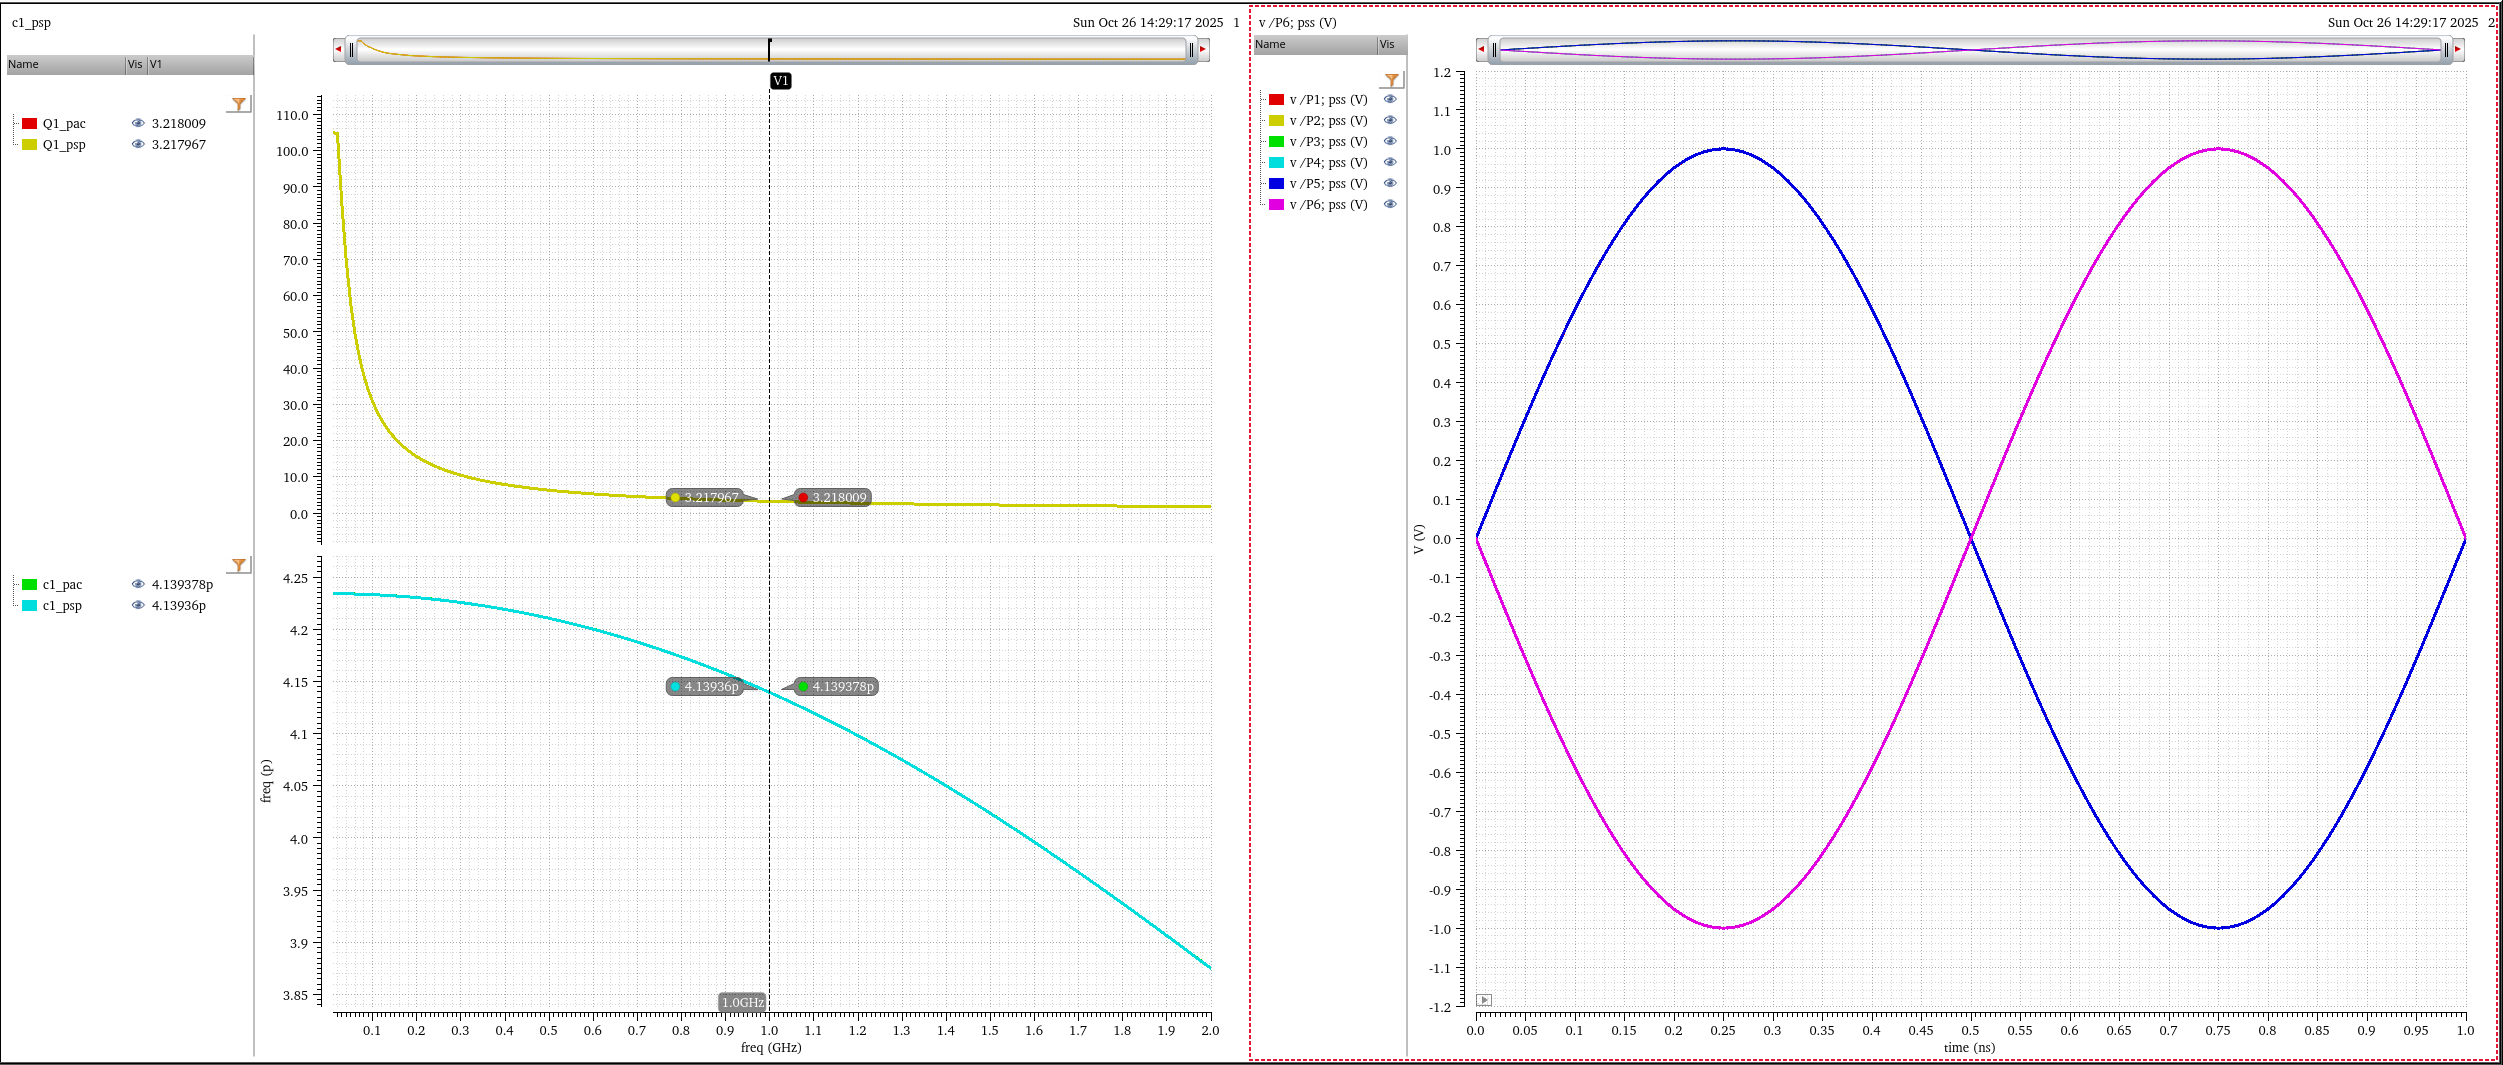 c1_psp
Sun Oct 26 14:29:17 2025 1
Name Vis V1
V1
Q1_pac 3.218009
Q1_psp 3.217967
110.0
100.0
90.0
80.0
70.0
60.0
50.0
40.0
30.0
20.0
10.0
0.0
3.217967
3.218009
c1_pac 4.139378p
c1_psp 4.13936p
4.25
4.2
4.15
4.1
4.05
4.0
3.95
3.9
3.85
freq (p)
4.13936p
4.139378p
1.0GHz
0.1 0.2 0.3 0.4 0.5 0.6 0.7 0.8 0.9 1.0 1.1 1.2 1.3 1.4 1.5 1.6 1.7 1.8 1.9 2.0
freq (GHz)
v /P6; pss (V)
Sun Oct 26 14:29:17 2025 2
Name Vis
v /P1; pss (V)
v /P2; pss (V)
v /P3; pss (V)
v /P4; pss (V)
v /P5; pss (V)
v /P6; pss (V)
1.2
1.1
1.0
0.9
0.8
0.7
0.6
0.5
0.4
0.3
0.2
0.1
0.0
-0.1
-0.2
-0.3
-0.4
-0.5
-0.6
-0.7
-0.8
-0.9
-1.0
-1.1
-1.2
V (V)
0.0 0.05 0.1 0.15 0.2 0.25 0.3 0.35 0.4 0.45 0.5 0.55 0.6 0.65 0.7 0.75 0.8 0.85 0.9 0.95 1.0
time (ns)